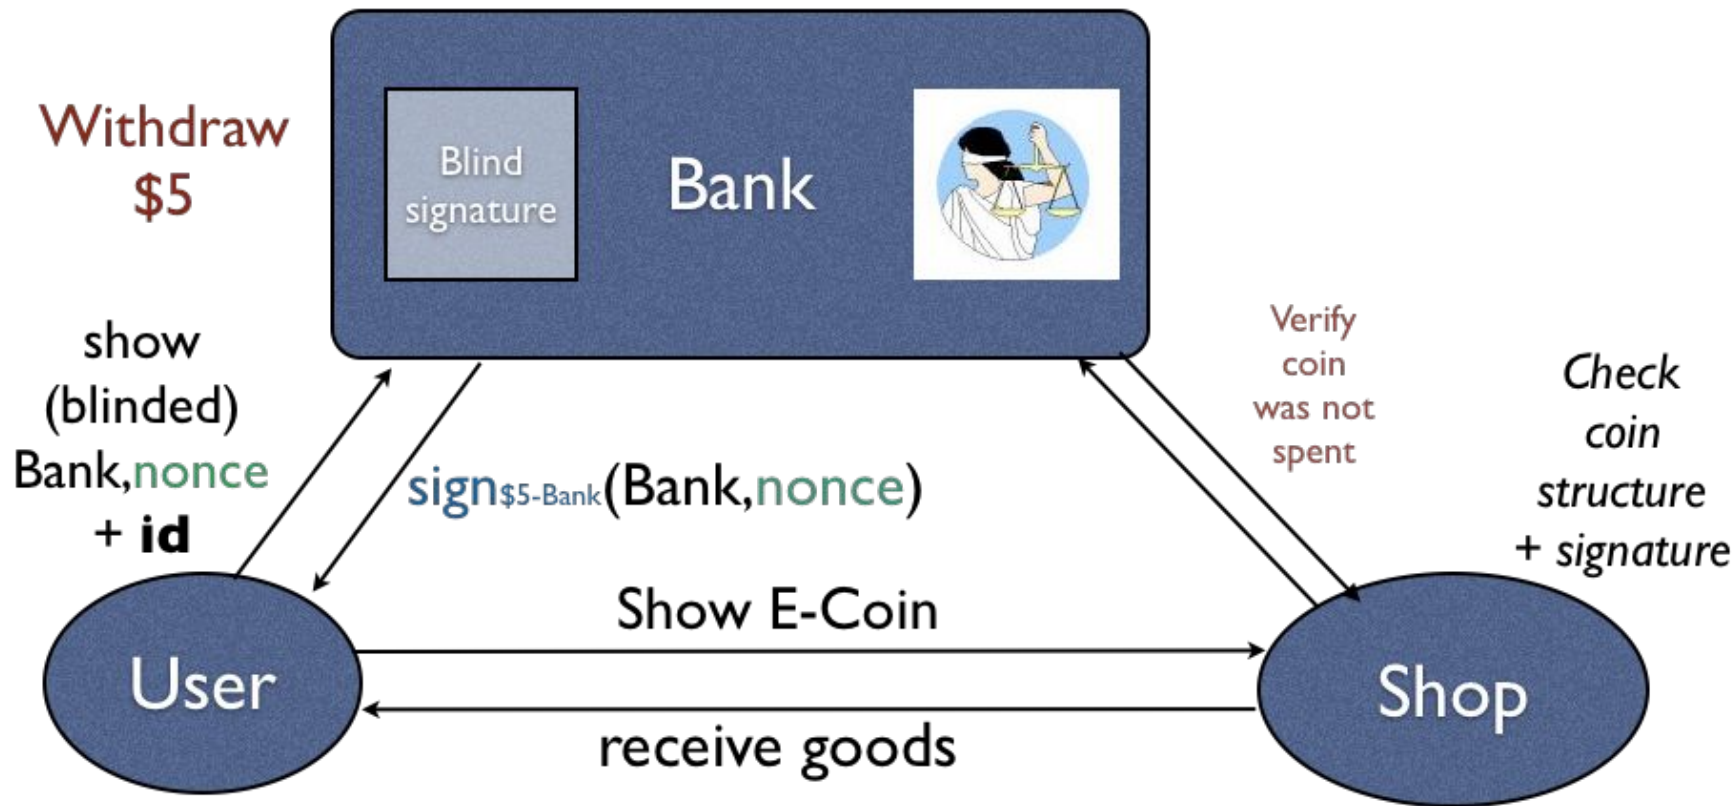 Withdraw
$5
Blind
signature
Bank
show
(blinded)
Bank,nonce
+ id
sign$5-Bank(Bank,nonce)
Verify
coin
was not
spent
Check
coin
structure
+ signature
Show E-Coin
User
Shop
receive goods